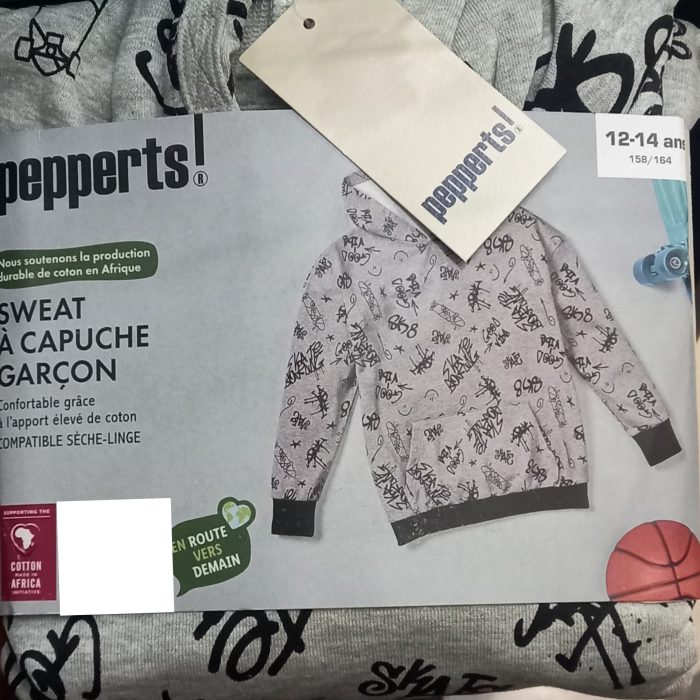 pepperts!®
pepperts!®
12-14 ans
158/164
Nous soutenons la production
durable de coton en Afrique
SWEAT
À CAPUCHE
GARÇON
Confortable grâce
à l'apport élevé de coton
COMPATIBLE SÈCHE-LINGE
SUPPORTING THE
COTTON
MADE IN
AFRICA
INITIATIVE
EN ROUTE
VERS
DEMAIN
SKATE